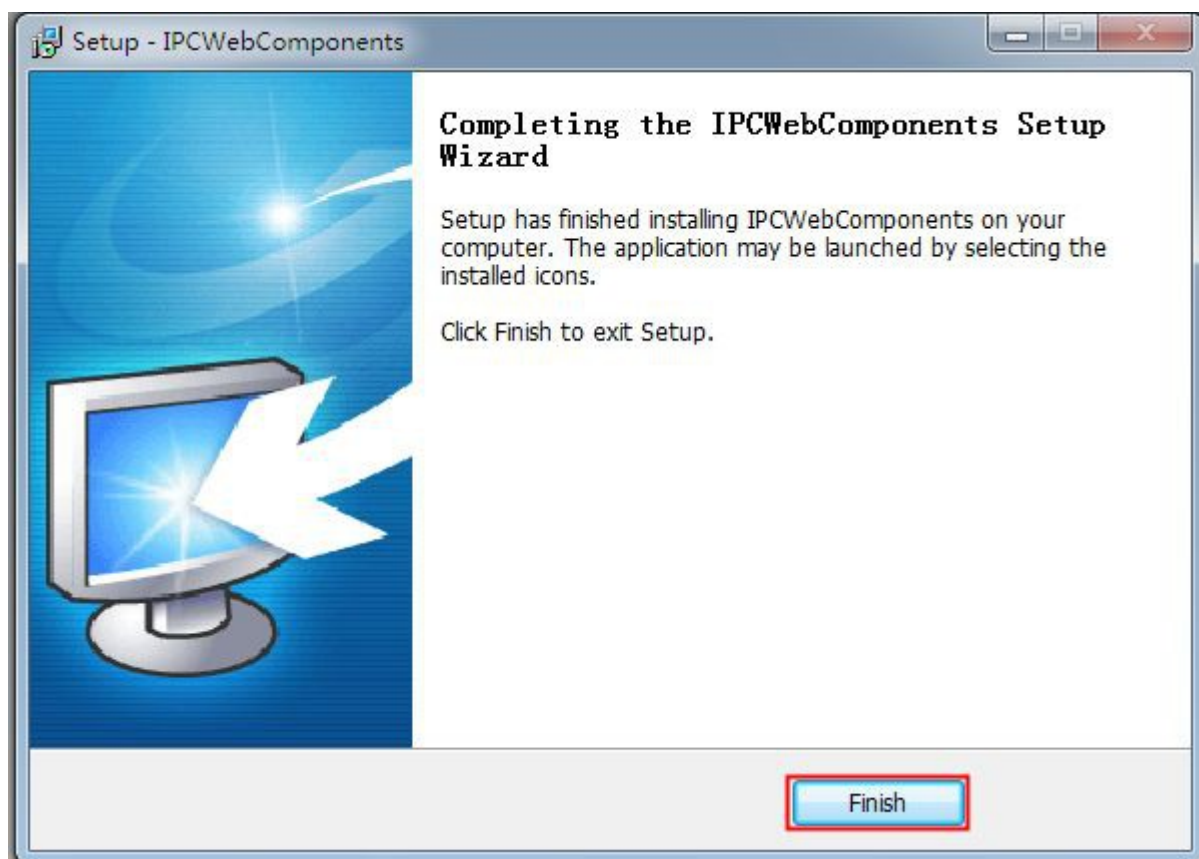 Setup - IPCWebComponents
Completing the IPCWebComponents Setup
Wizard
Setup has finished installing IPCWebComponents on your
computer. The application may be launched by selecting the
installed icons.
Click Finish to exit Setup.
Finish